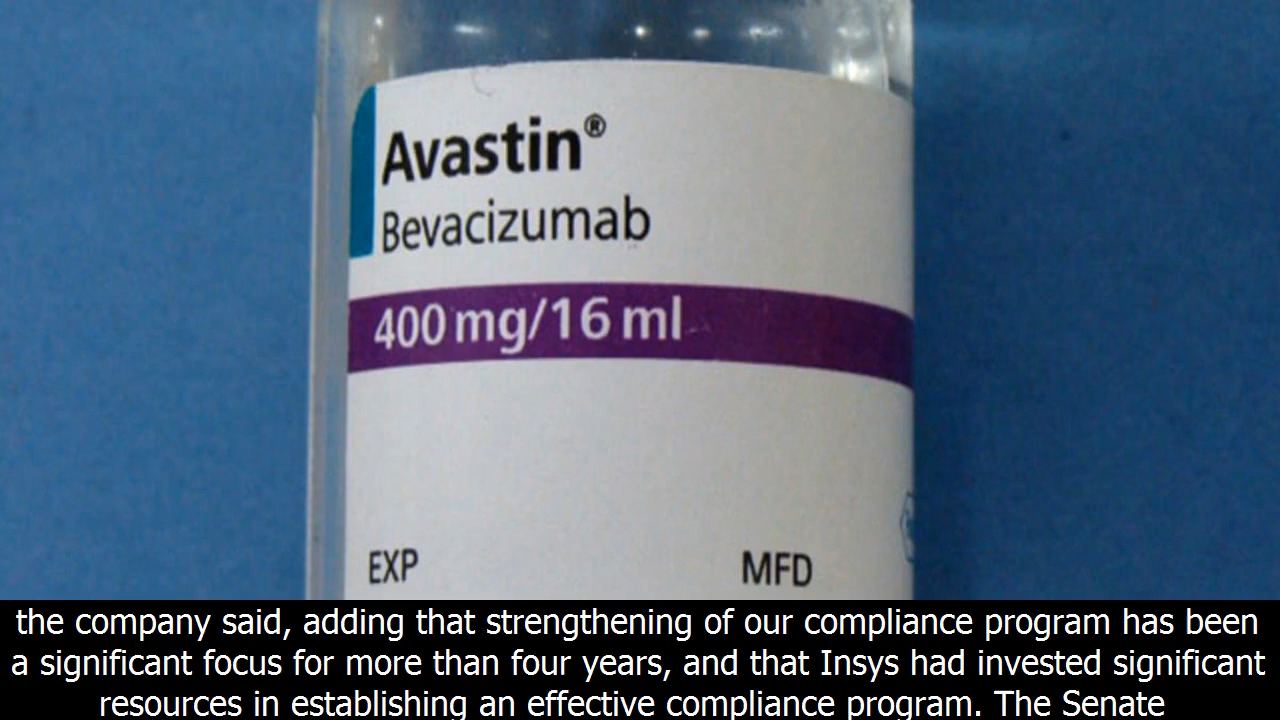 Avastin®
Bevacizumab
400 mg/16 ml
EXP MFD
the company said, adding that strengthening of our compliance program has been
a significant focus for more than four years, and that Insys had invested significant
resources in establishing an effective compliance program. The Senate